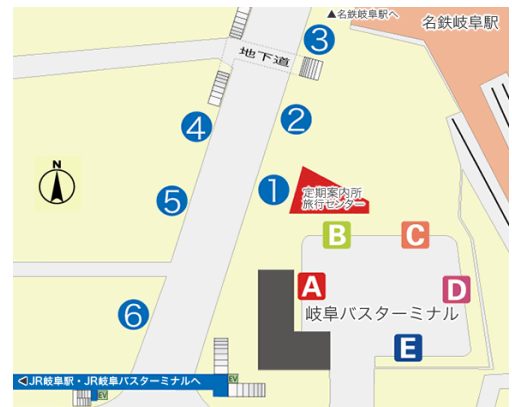 ▲名鉄岐阜駅へ
名鉄岐阜駅
3
地下道
2
4
N
1
定期案内所
旅行センター
5
B
C
A
D
岐阜バスターミナル
6
E
◀JR岐阜駅・JR岐阜バスターミナルへ
EV
EV